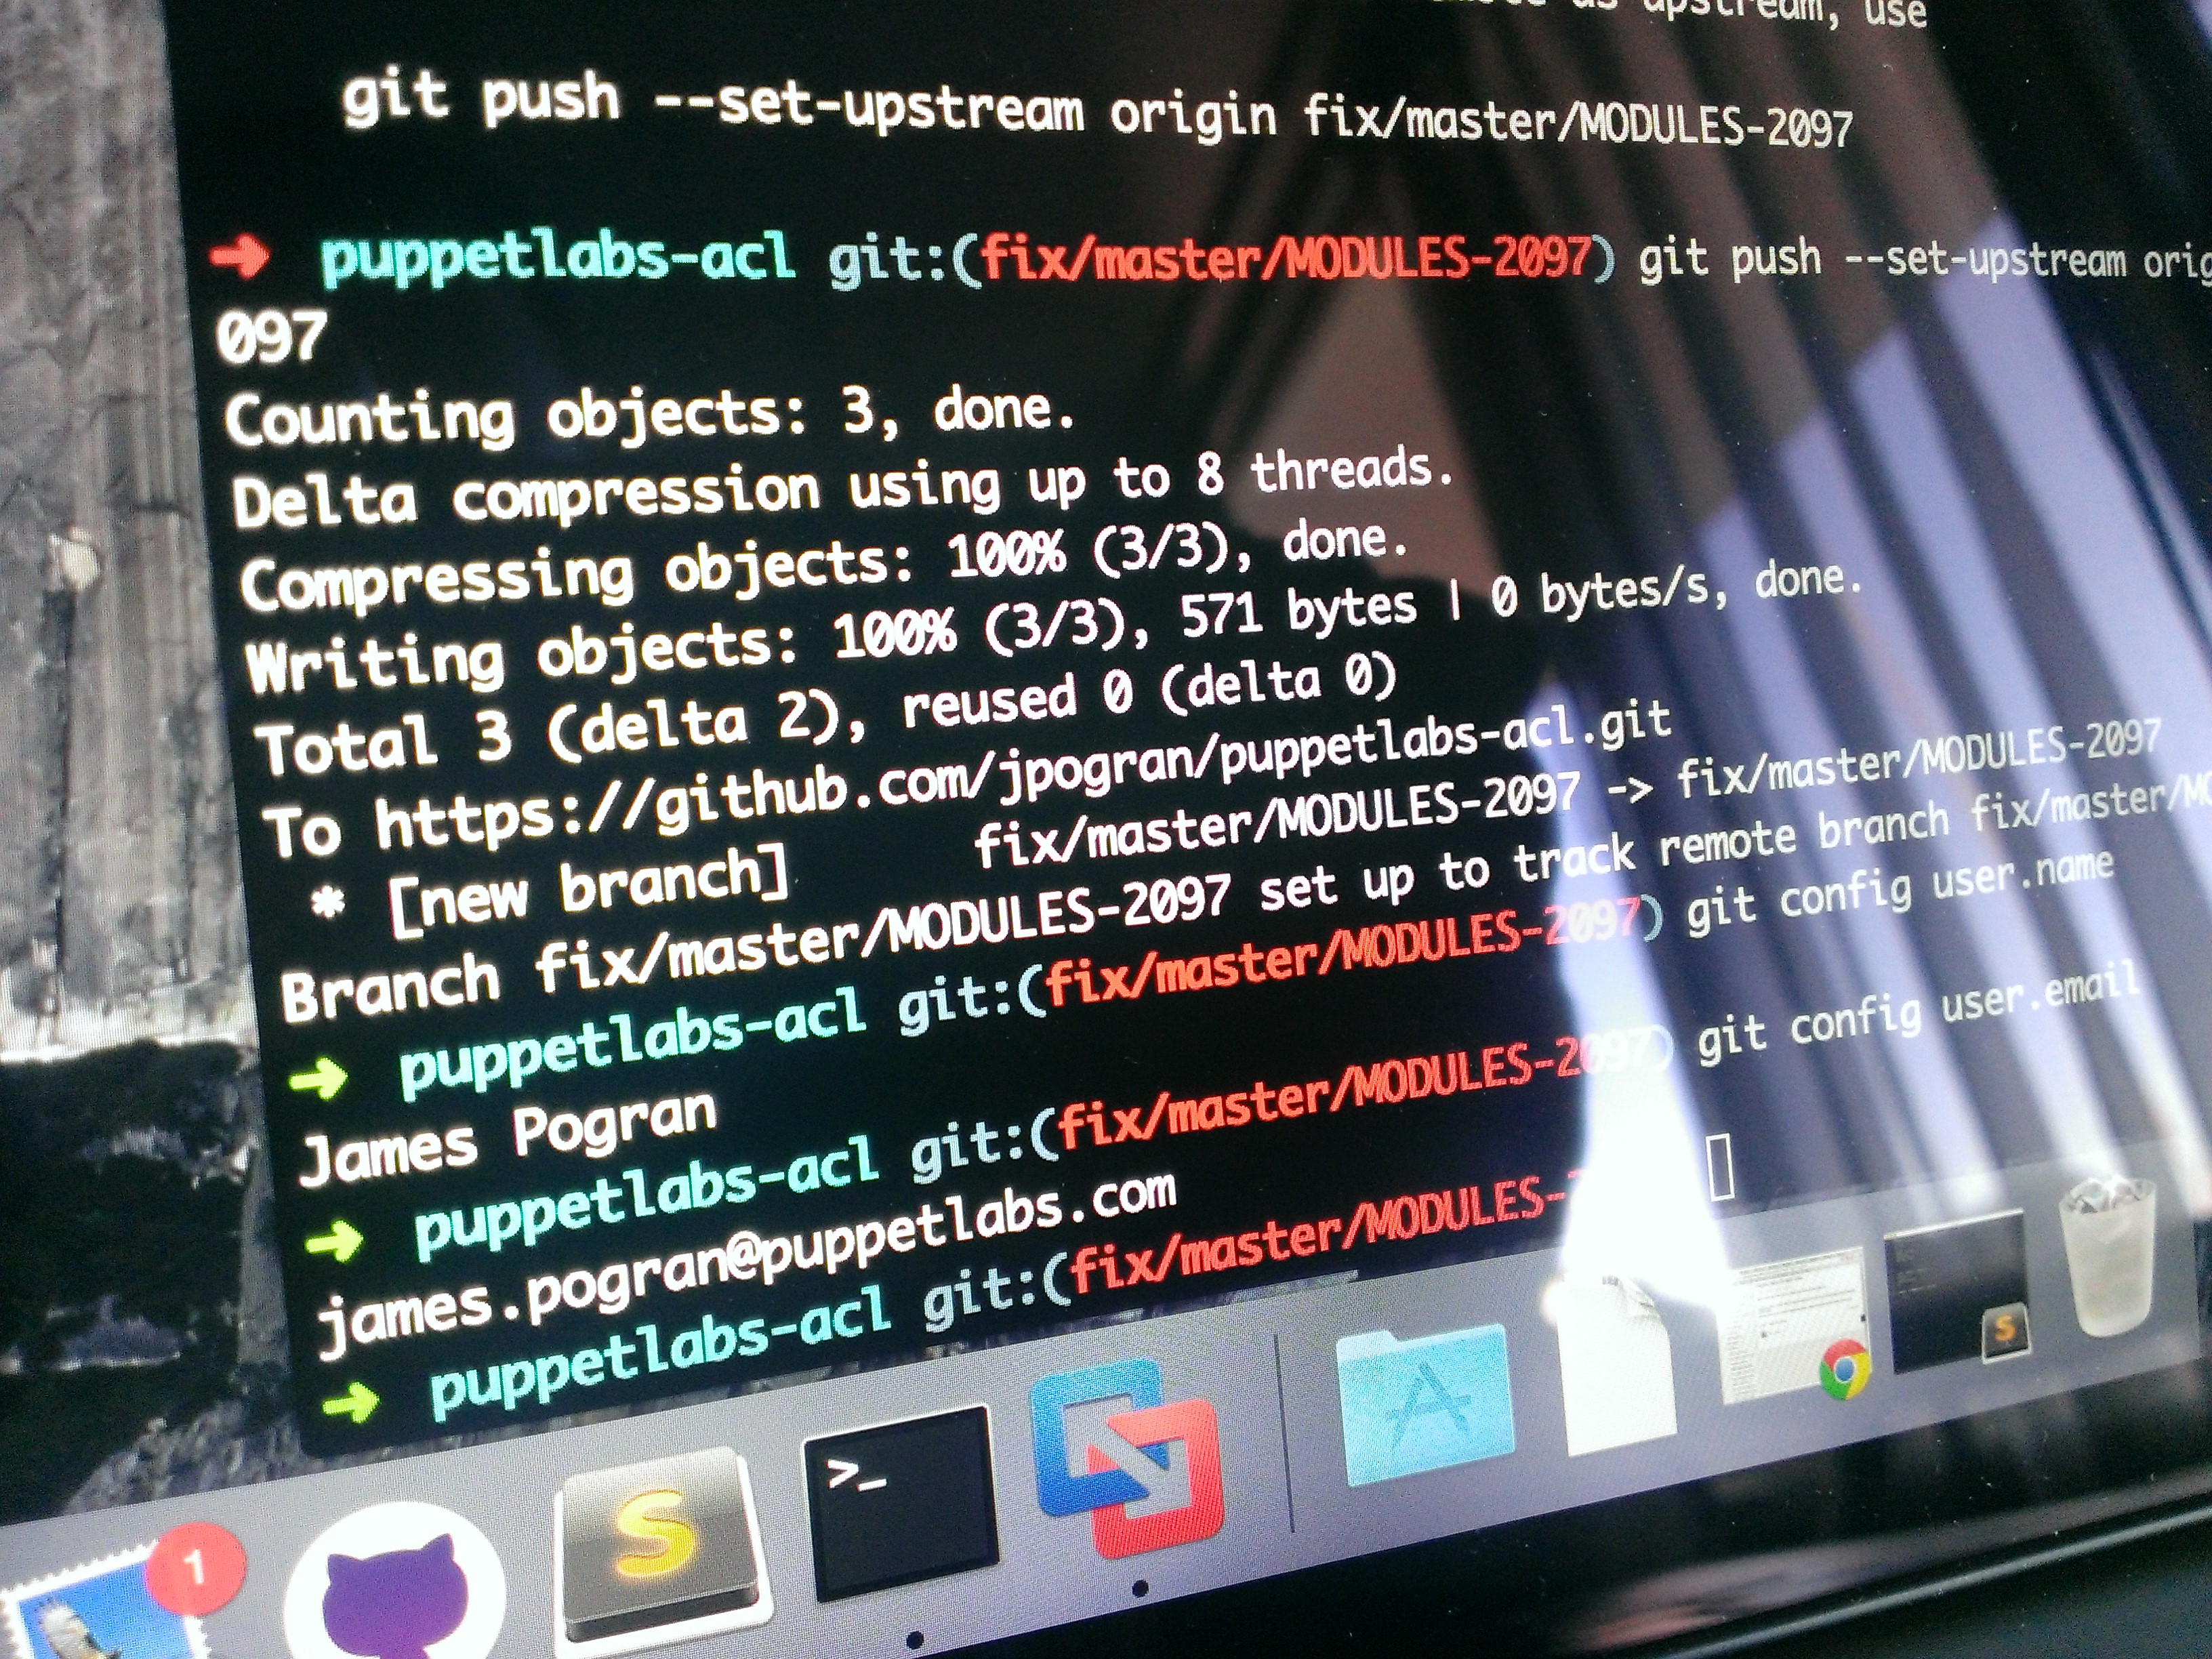 as upstream, use
git push --set-upstream origin fix/master/MODULES-2097
➜ puppetlabs-acl git:(fix/master/MODULES-2097) git push --set-upstream orig
097
Counting objects: 3, done.
Delta compression using up to 8 threads.
Compressing objects: 100% (3/3), done.
Writing objects: 100% (3/3), 571 bytes | 0 bytes/s, done.
Total 3 (delta 2), reused 0 (delta 0)
To https://github.com/jpogran/puppetlabs-acl.git
* [new branch] fix/master/MODULES-2097 -> fix/master/MODULES-2097
Branch fix/master/MODULES-2097 set up to track remote branch fix/master/MO
➜ puppetlabs-acl git:(fix/master/MODULES-2097) git config user.name
James Pogran
➜ puppetlabs-acl git:(fix/master/MODULES-2097) git config user.email
james.pogran@puppetlabs.com
➜ puppetlabs-acl git:(fix/master/MODULES-
1
S
>_
S